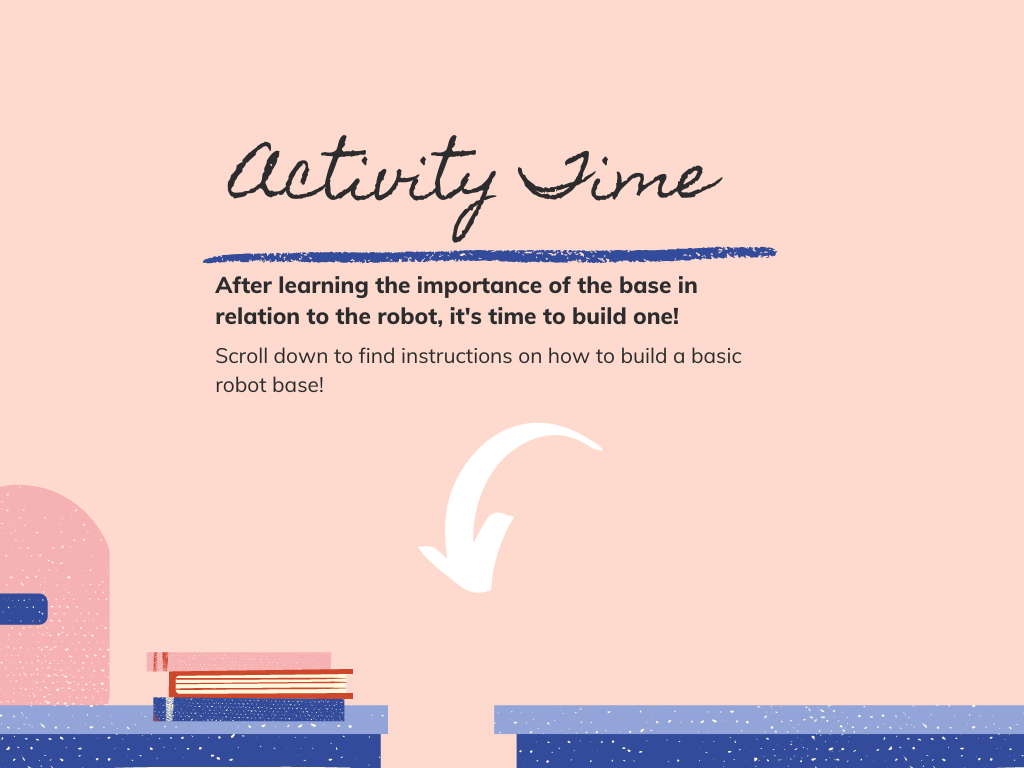 Activity Time
After learning the importance of the base in
relation to the robot, it's time to build one!
Scroll down to find instructions on how to build a basic
robot base!